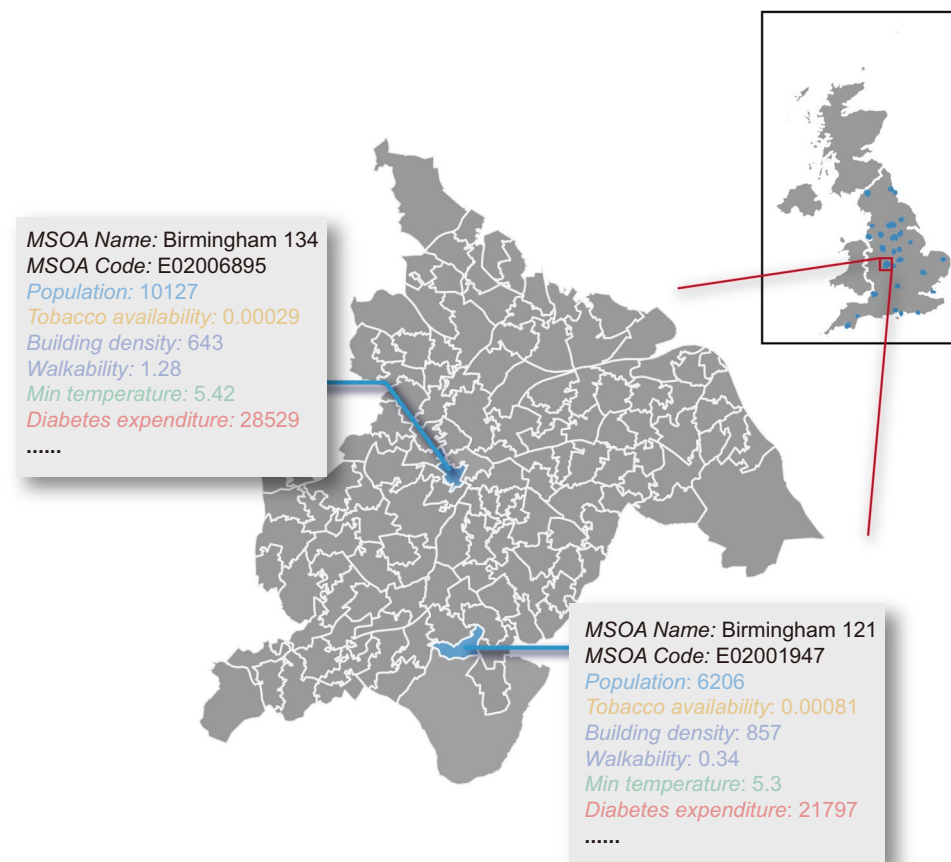 MSOA Name: Birmingham 134
MSOA Code: E02006895
Population: 10127
Tobacco availability: 0.00029
Building density: 643
Walkability: 1.28
Min temperature: 5.42
Diabetes expenditure: 28529
......
MSOA Name: Birmingham 121
MSOA Code: E02001947
Population: 6206
Tobacco availability: 0.00081
Building density: 857
Walkability: 0.34
Min temperature: 5.3
Diabetes expenditure: 21797
......